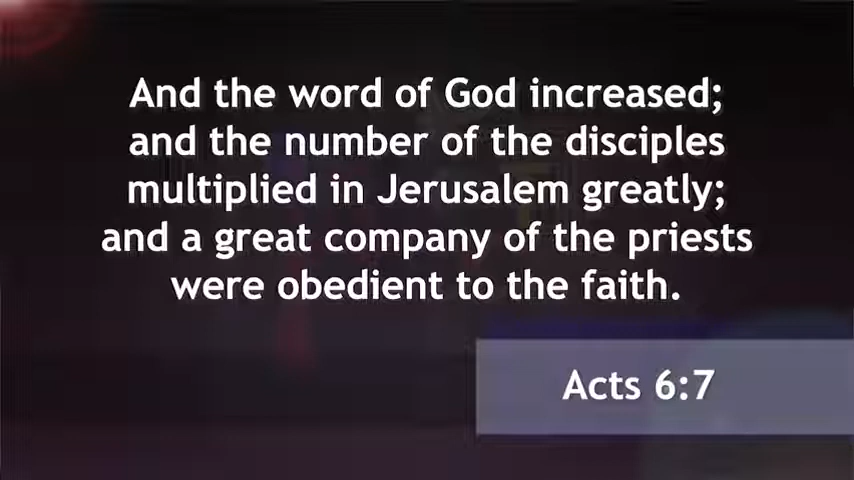 And the word of God increased;
and the number of the disciples
multiplied in Jerusalem greatly;
and a great company of the priests
were obedient to the faith.
Acts 6:7